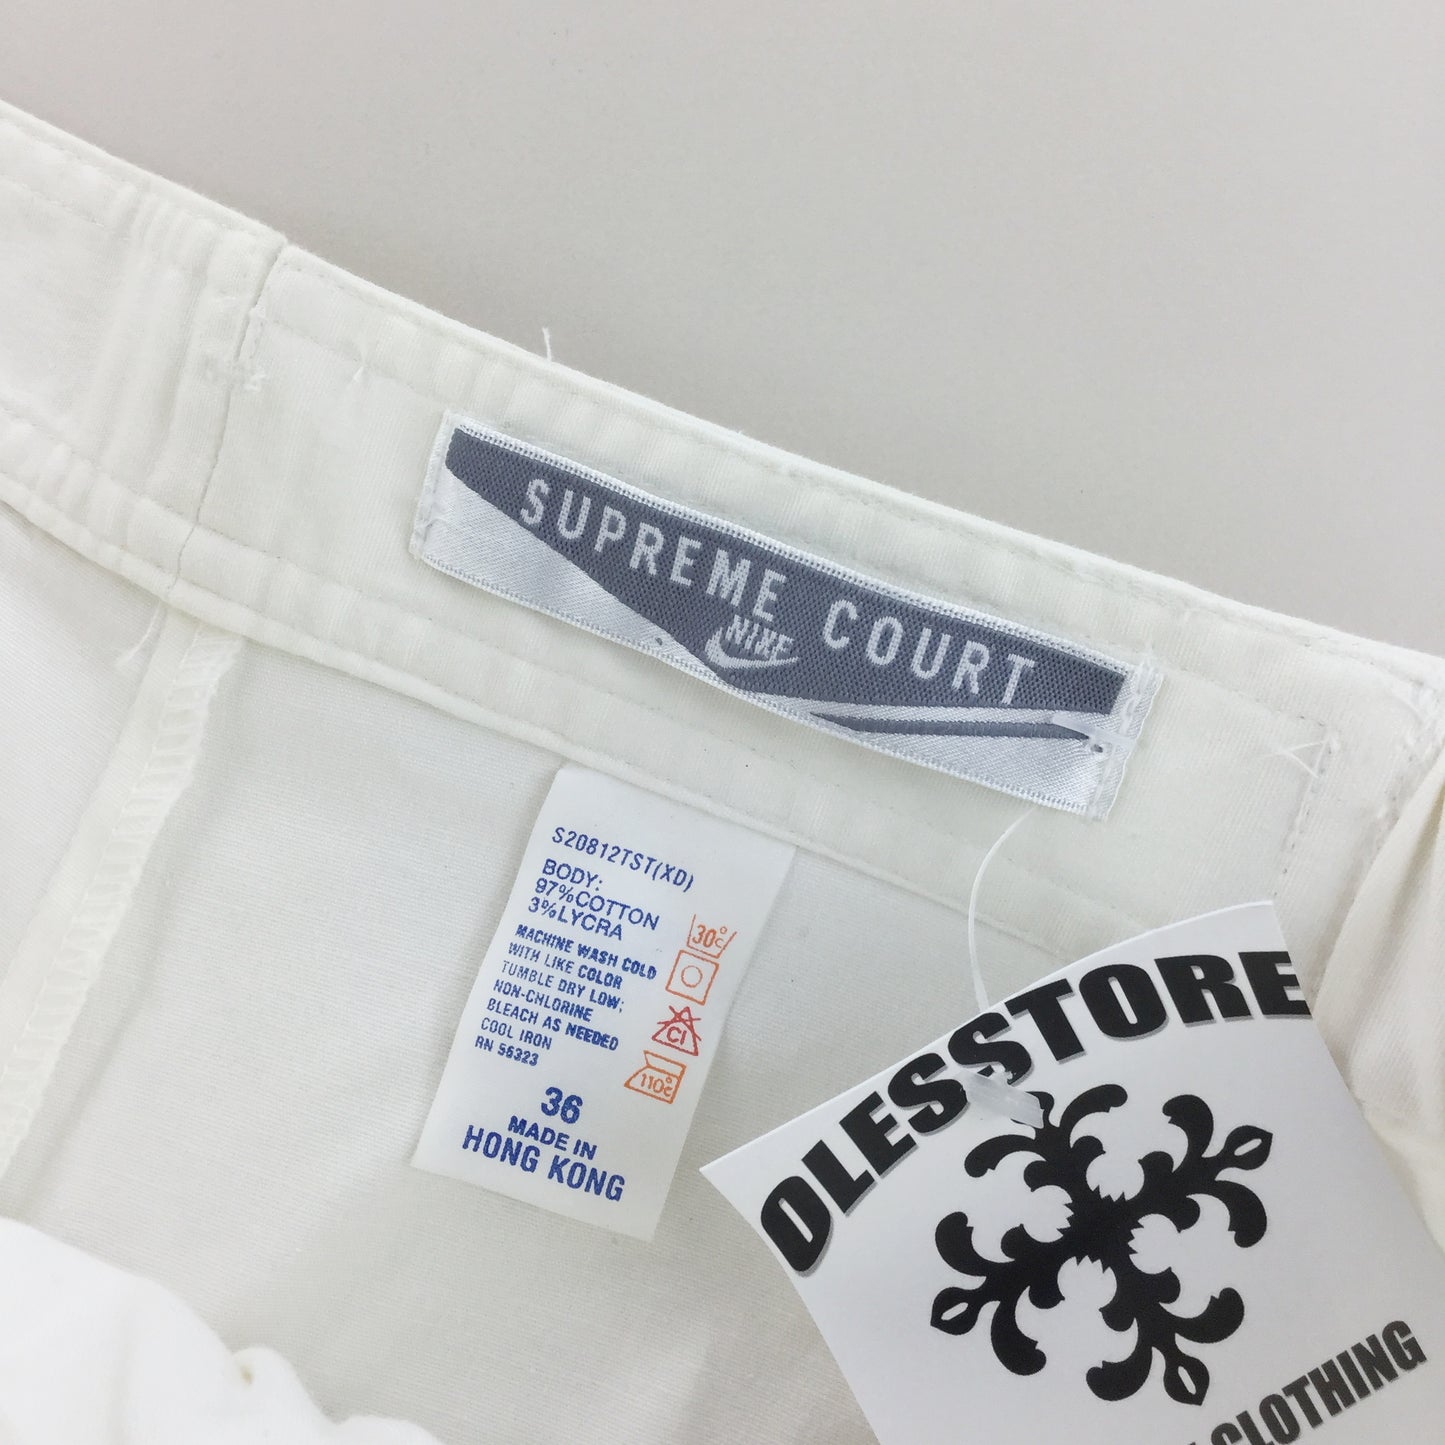 SUPREME COURT
NIKE
S20812TST(XD)
BODY:
97%COTTON
3%LYCRA
MACHINE WASH COLD
WITH LIKE COLOR
TUMBLE DRY LOW;
NON-CHLORINE
BLEACH AS NEEDED
COOL IRON
RN 56323
30°C
Cl
110°C
36
MADE IN
HONG KONG
OLESSTORE
CLOTHING